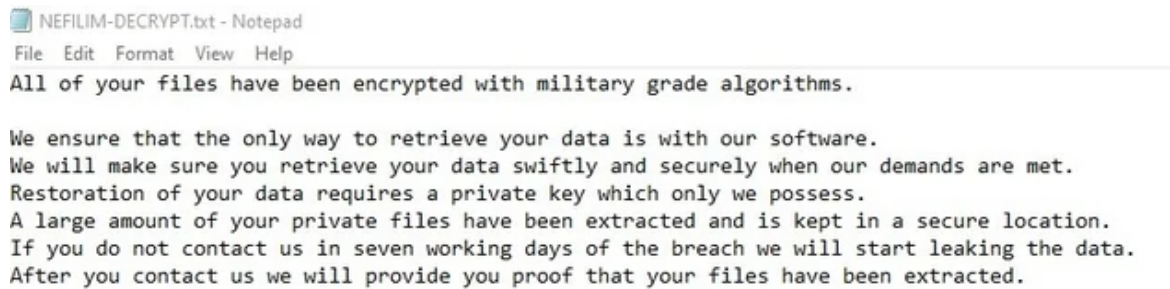 NEFILIM-DECRYPT.txt - Notepad
File Edit Format View Help
All of your files have been encrypted with military grade algorithms.
We ensure that the only way to retrieve your data is with our software.
We will make sure you retrieve your data swiftly and securely when our demands are met.
Restoration of your data requires a private key which only we possess.
A large amount of your private files have been extracted and is kept in a secure location.
If you do not contact us in seven working days of the breach we will start leaking the data.
After you contact us we will provide you proof that your files have been extracted.